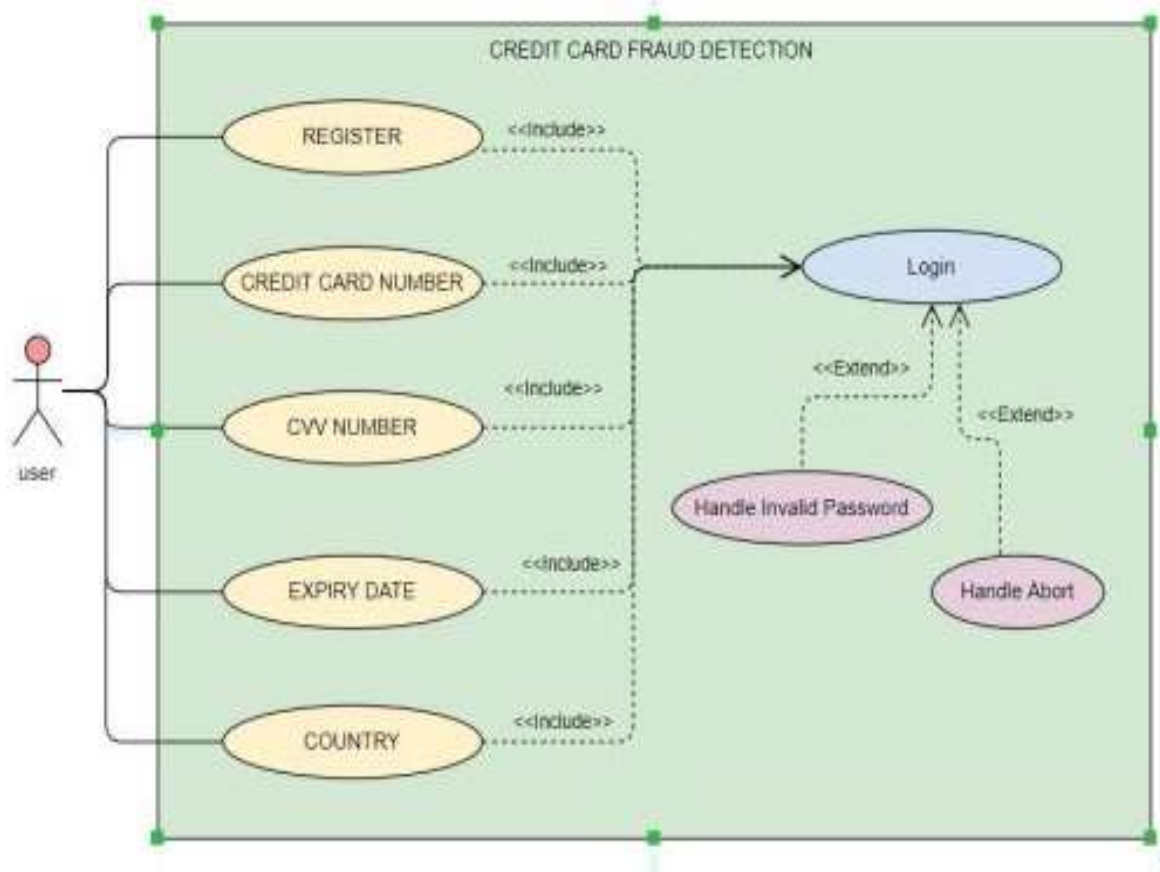 CREDIT CARD FRAUD DETECTION
REGISTER
<<Include>>
CREDIT CARD NUMBER
<<Include>>
Login
CVV NUMBER
<<Include>>
<<Extend>>
<<Extend>>
user
Handle Invalid Password
EXPIRY DATE
<<Include>>
Handle Abort
COUNTRY
<<Include>>